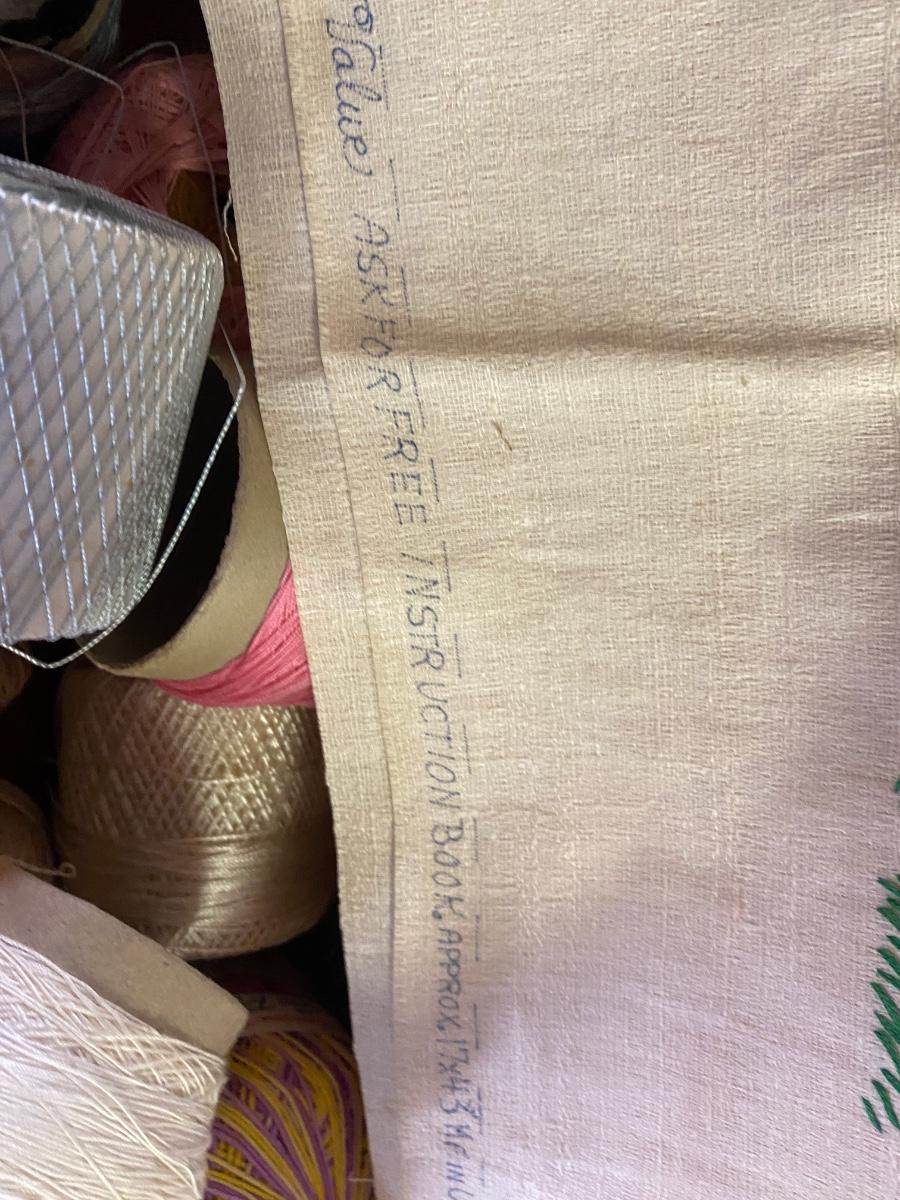 Value ASK FOR FREE INSTRUCTION BOOK. APPROX 17x43